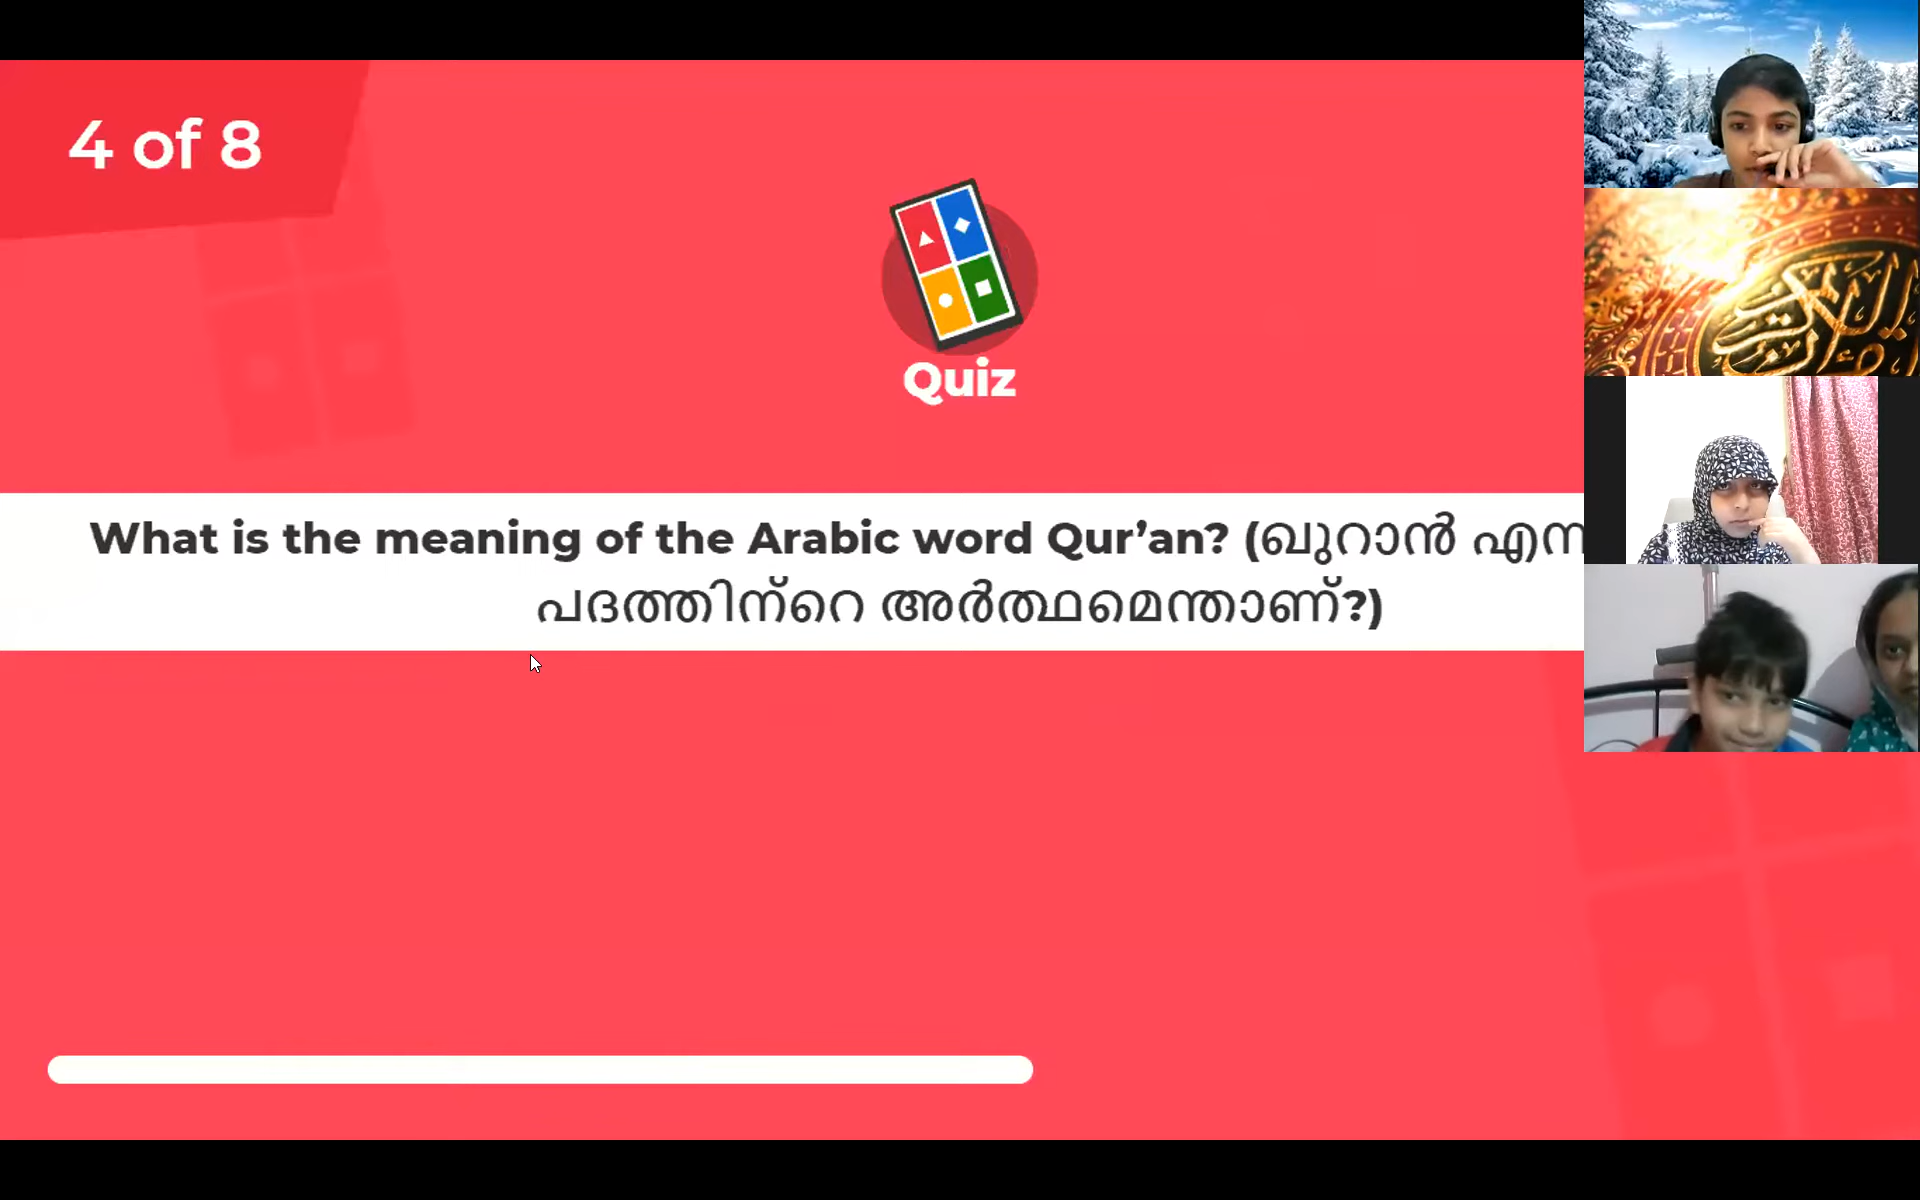 4 of 8
Quiz
What is the meaning of the Arabic word Qur’an? (ഖുറാൻ എന്ന
പദത്തിന്റെ അർത്ഥമെന്താണ്?)